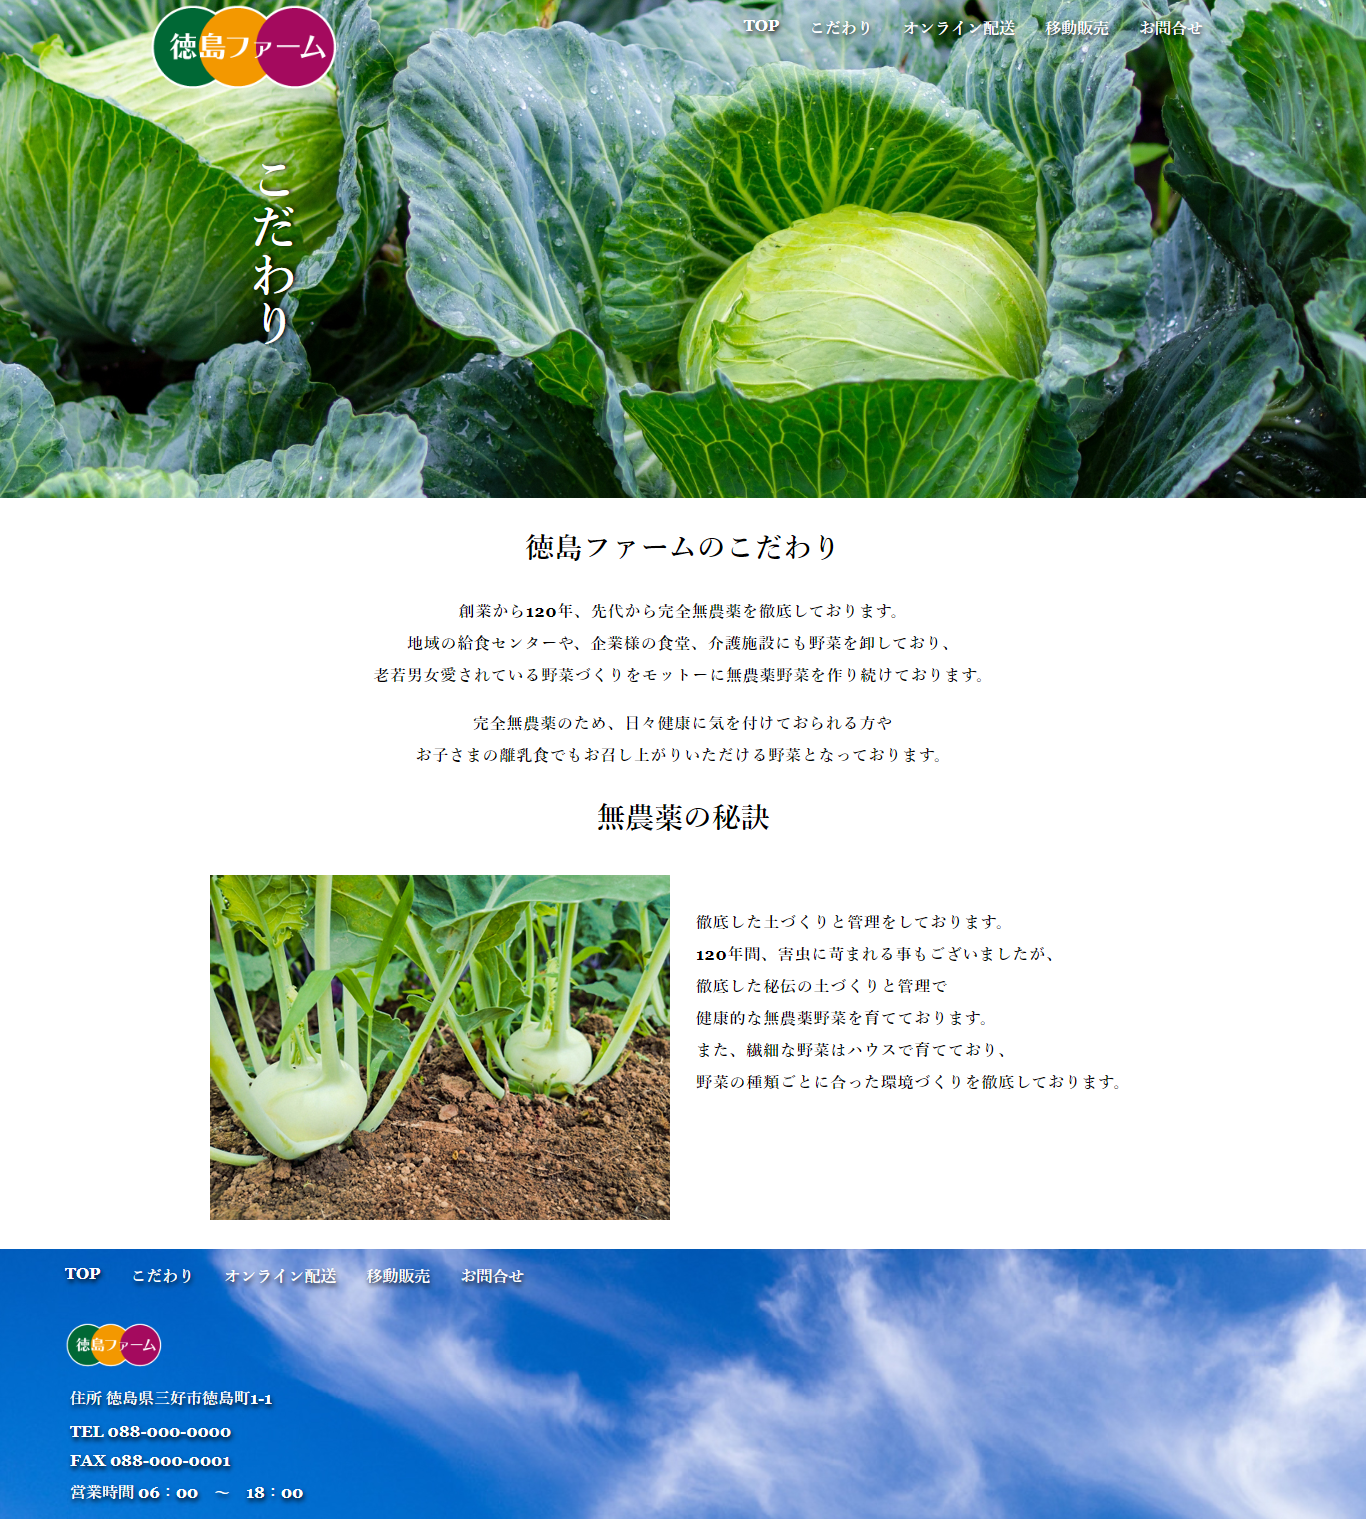 徳島ファーム
TOP こだわり オンライン配送 移動販売 お問合せ
こだわり
徳島ファームのこだわり
創業から120年、先代から完全無農薬を徹底しております。
地域の給食センターや、企業様の食堂、介護施設にも野菜を卸しており、
老若男女愛されている野菜づくりをモットーに無農薬野菜を作り続けております。
完全無農薬のため、日々健康に気を付けておられる方や
お子さまの離乳食でもお召し上がりいただける野菜となっております。
無農薬の秘訣
徹底した土づくりと管理をしております。
120年間、害虫に苛まれる事もございましたが、
徹底した秘伝の土づくりと管理で
健康的な無農薬野菜を育てております。
また、繊細な野菜はハウスで育てており、
野菜の種類ごとに合った環境づくりを徹底しております。
TOP こだわり オンライン配送 移動販売 お問合せ
徳島ファーム
住所 徳島県三好市徳島町1-1
TEL 088-000-0000
FAX 088-000-0001
営業時間 06：00　～　18：00